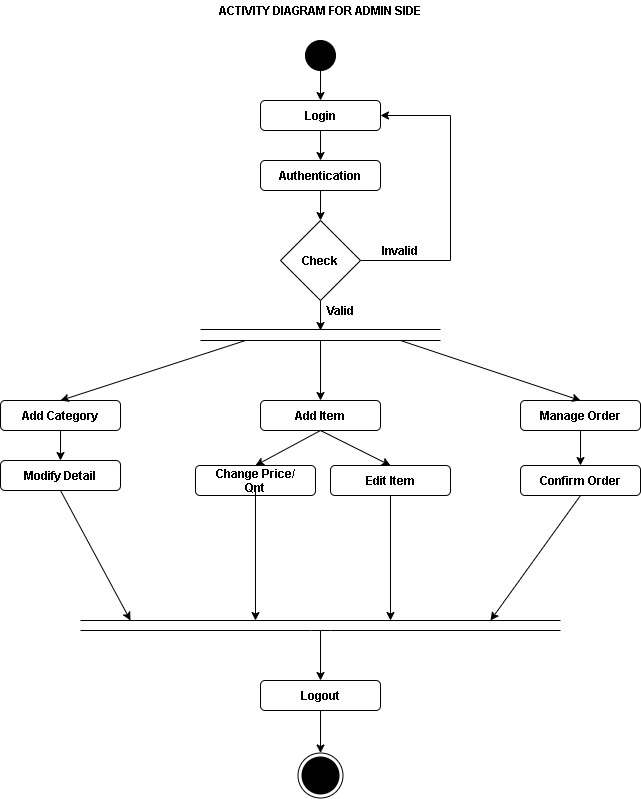 ACTIVITY DIAGRAM FOR ADMIN SIDE
Login
Authentication
Check
Invalid
Valid
Add Category
Add Item
Manage Order
Modify Detail
Change Price/
Qnt
Edit Item
Confirm Order
Logout